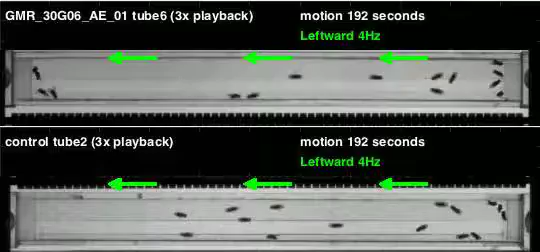 GMR_30G06_AE_01 tube6 (3x playback) motion 192 seconds
Leftward 4Hz
control tube2 (3x playback) motion 192 seconds
Leftward 4Hz